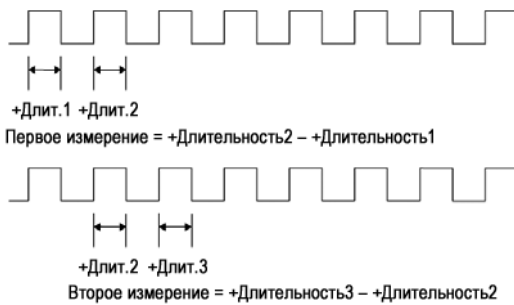 +Длит.1 +Длит.2
Первое измерение = +Длительность2 – +Длительность1
+Длит.2 +Длит.3
Второе измерение = +Длительность3 – +Длительность2